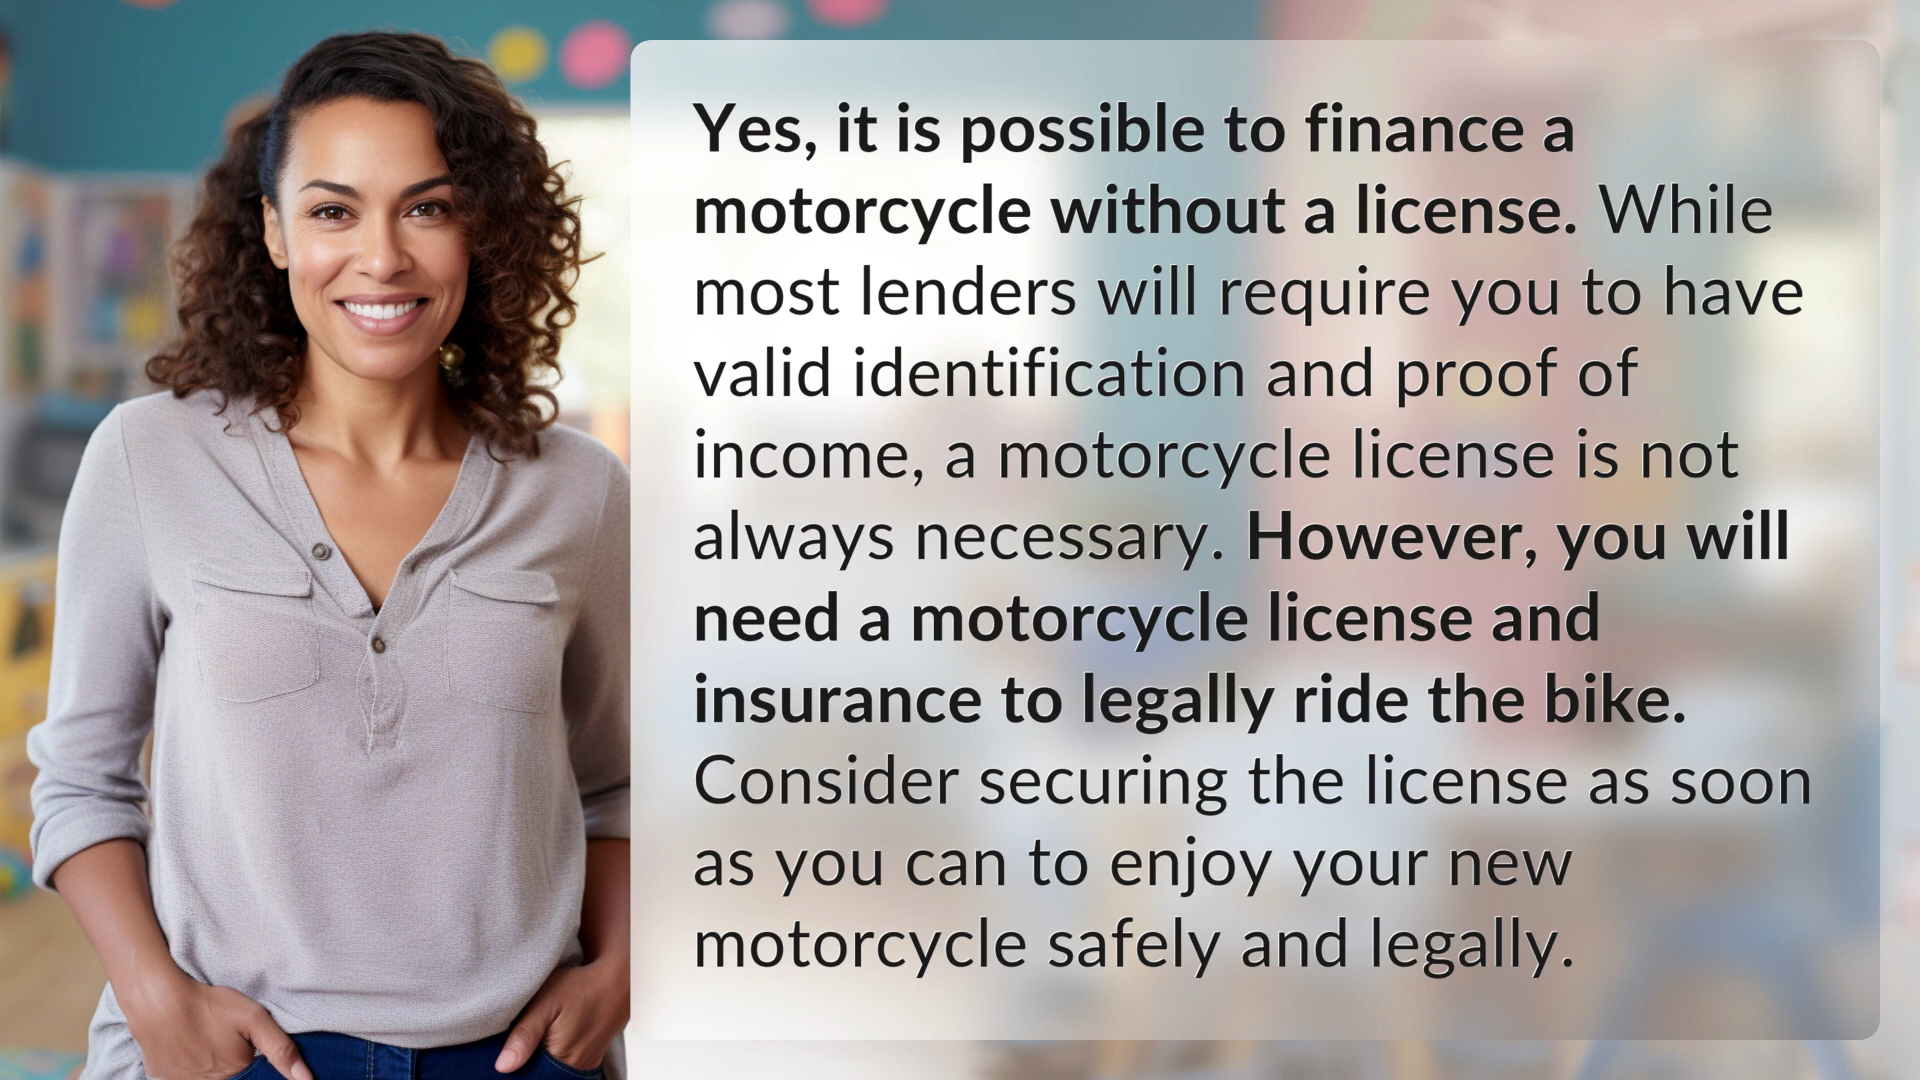 Yes, it is possible to finance a
motorcycle without a license. While
most lenders will require you to have
valid identification and proof of
income, a motorcycle license is not
always necessary. However, you will
need a motorcycle license and
insurance to legally ride the bike.
Consider securing the license as soon
as you can to enjoy your new
motorcycle safely and legally.